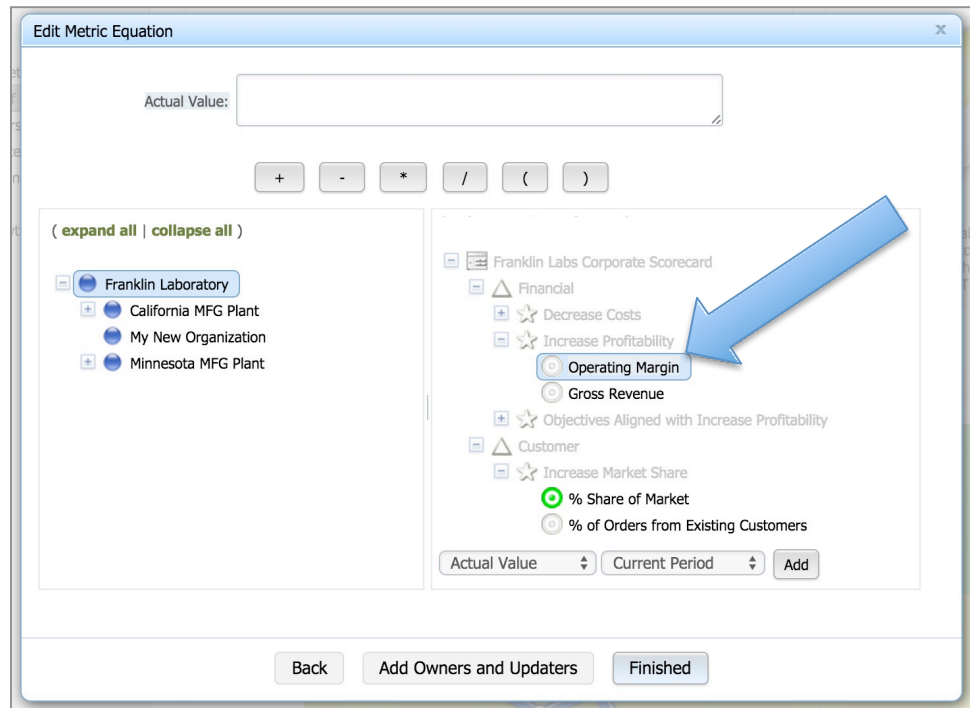 Edit Metric Equation
x
Actual Value:
+ - * / ( )
( expand all | collapse all )
Franklin Laboratory
California MFG Plant
My New Organization
Minnesota MFG Plant
Franklin Labs Corporate Scorecard
Financial
Decrease Costs
Increase Profitability
Operating Margin
Gross Revenue
Objectives Aligned with Increase Profitability
Customer
Increase Market Share
% Share of Market
% of Orders from Existing Customers
Actual Value Current Period Add
Back Add Owners and Updaters Finished